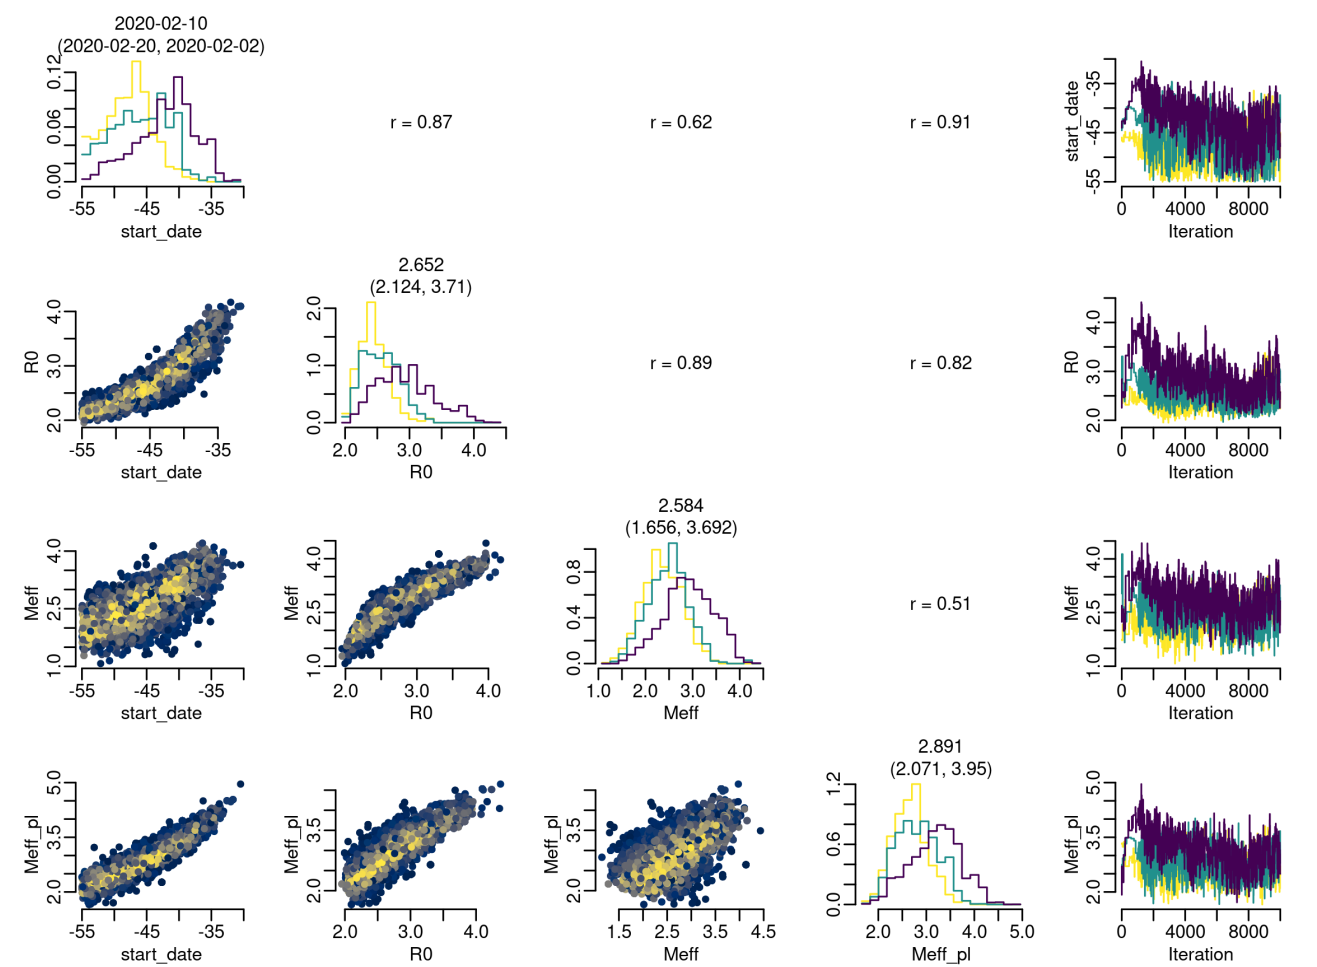 2020-02-10
(2020-02-20, 2020-02-02)
0.00 0.06 0.12
-55 -45 -35
start_date
r = 0.87
r = 0.62
r = 0.91
start_date
-55 -45 -35
0 4000 8000
Iteration
R0
2.0 3.0 4.0
-55 -45 -35
start_date
2.652
(2.124, 3.71)
0.0 1.0 2.0
2.0 3.0 4.0
R0
r = 0.89
r = 0.82
R0
2.0 3.0 4.0
0 4000 8000
Iteration
Meff
1.0 2.5 4.0
-55 -45 -35
start_date
Meff
1.0 2.5 4.0
2.0 3.0 4.0
R0
2.584
(1.656, 3.692)
0.0 0.4 0.8
1.0 2.0 3.0 4.0
Meff
r = 0.51
Meff
1.0 2.5 4.0
0 4000 8000
Iteration
Meff_pl
2.0 3.5 5.0
-55 -45 -35
start_date
Meff_pl
2.0 3.5
2.0 3.0 4.0
R0
Meff_pl
2.0 3.5
1.5 2.5 3.5 4.5
Meff
2.891
(2.071, 3.95)
0.0 0.6 1.2
2.0 3.0 4.0 5.0
Meff_pl
Meff_pl
2.0 3.5 5.0
0 4000 8000
Iteration